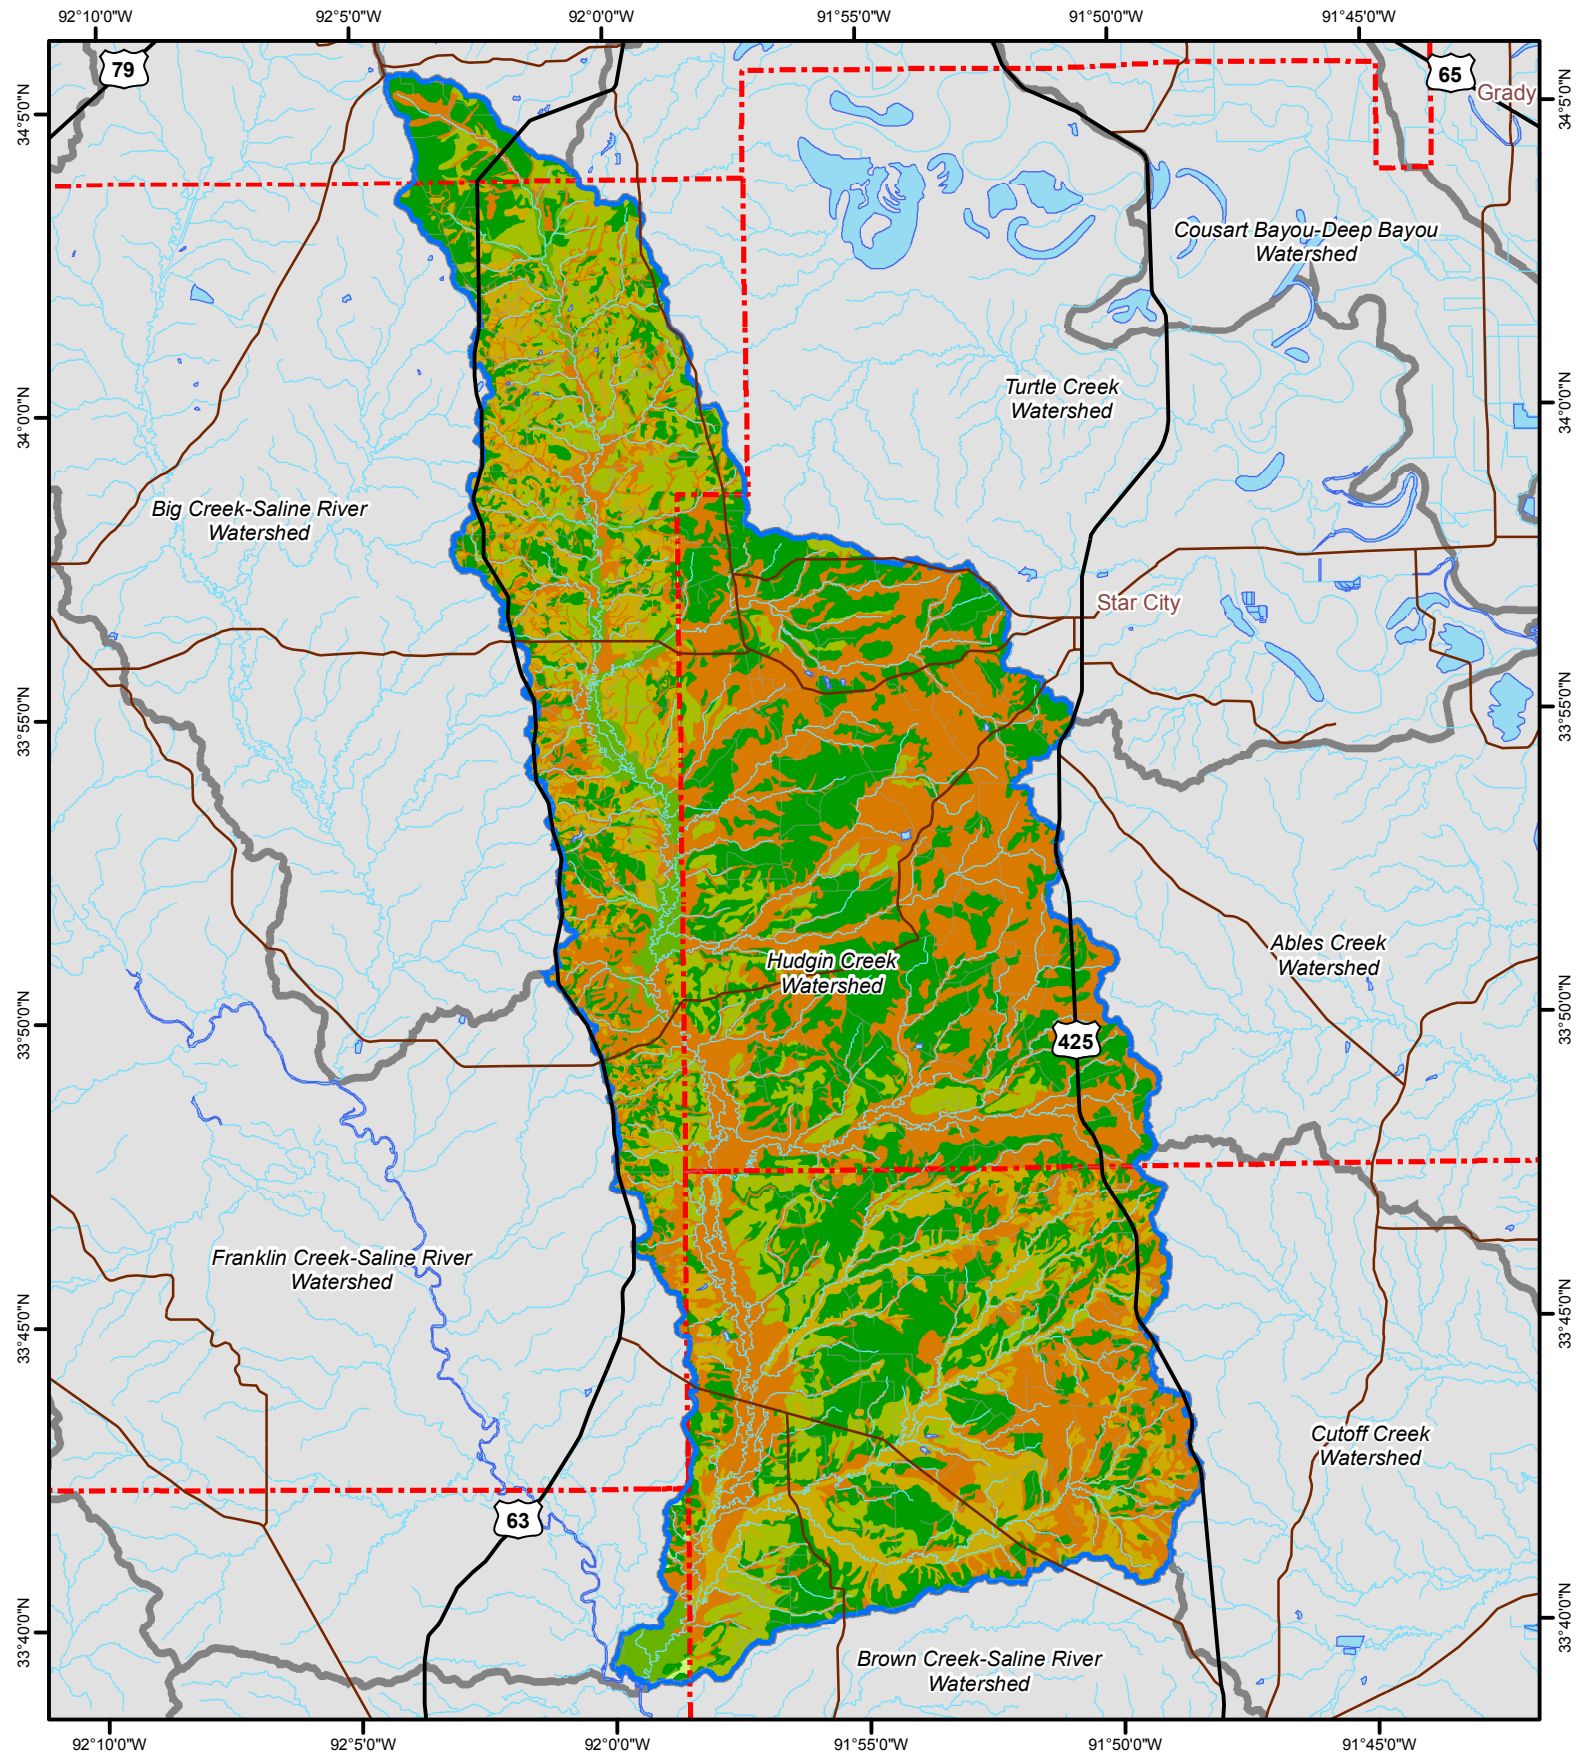 92°10'0"W
92°5'0"W
92°0'0"W
91°55'0"W
91°50'0"W
91°45'0"W
79
65
Grady
34°5'0"N
34°5'0"N
Cousart Bayou-Deep Bayou
Watershed
Turtle Creek
Watershed
34°0'0"N
34°0'0"N
Big Creek-Saline River
Watershed
Star City
33°55'0"N
33°55'0"N
Hudgin Creek
Watershed
Ables Creek
Watershed
33°50'0"N
33°50'0"N
425
Franklin Creek-Saline River
Watershed
33°45'0"N
33°45'0"N
Cutoff Creek
Watershed
63
33°40'0"N
33°40'0"N
Brown Creek-Saline River
Watershed
92°10'0"W
92°5'0"W
92°0'0"W
91°55'0"W
91°50'0"W
91°45'0"W